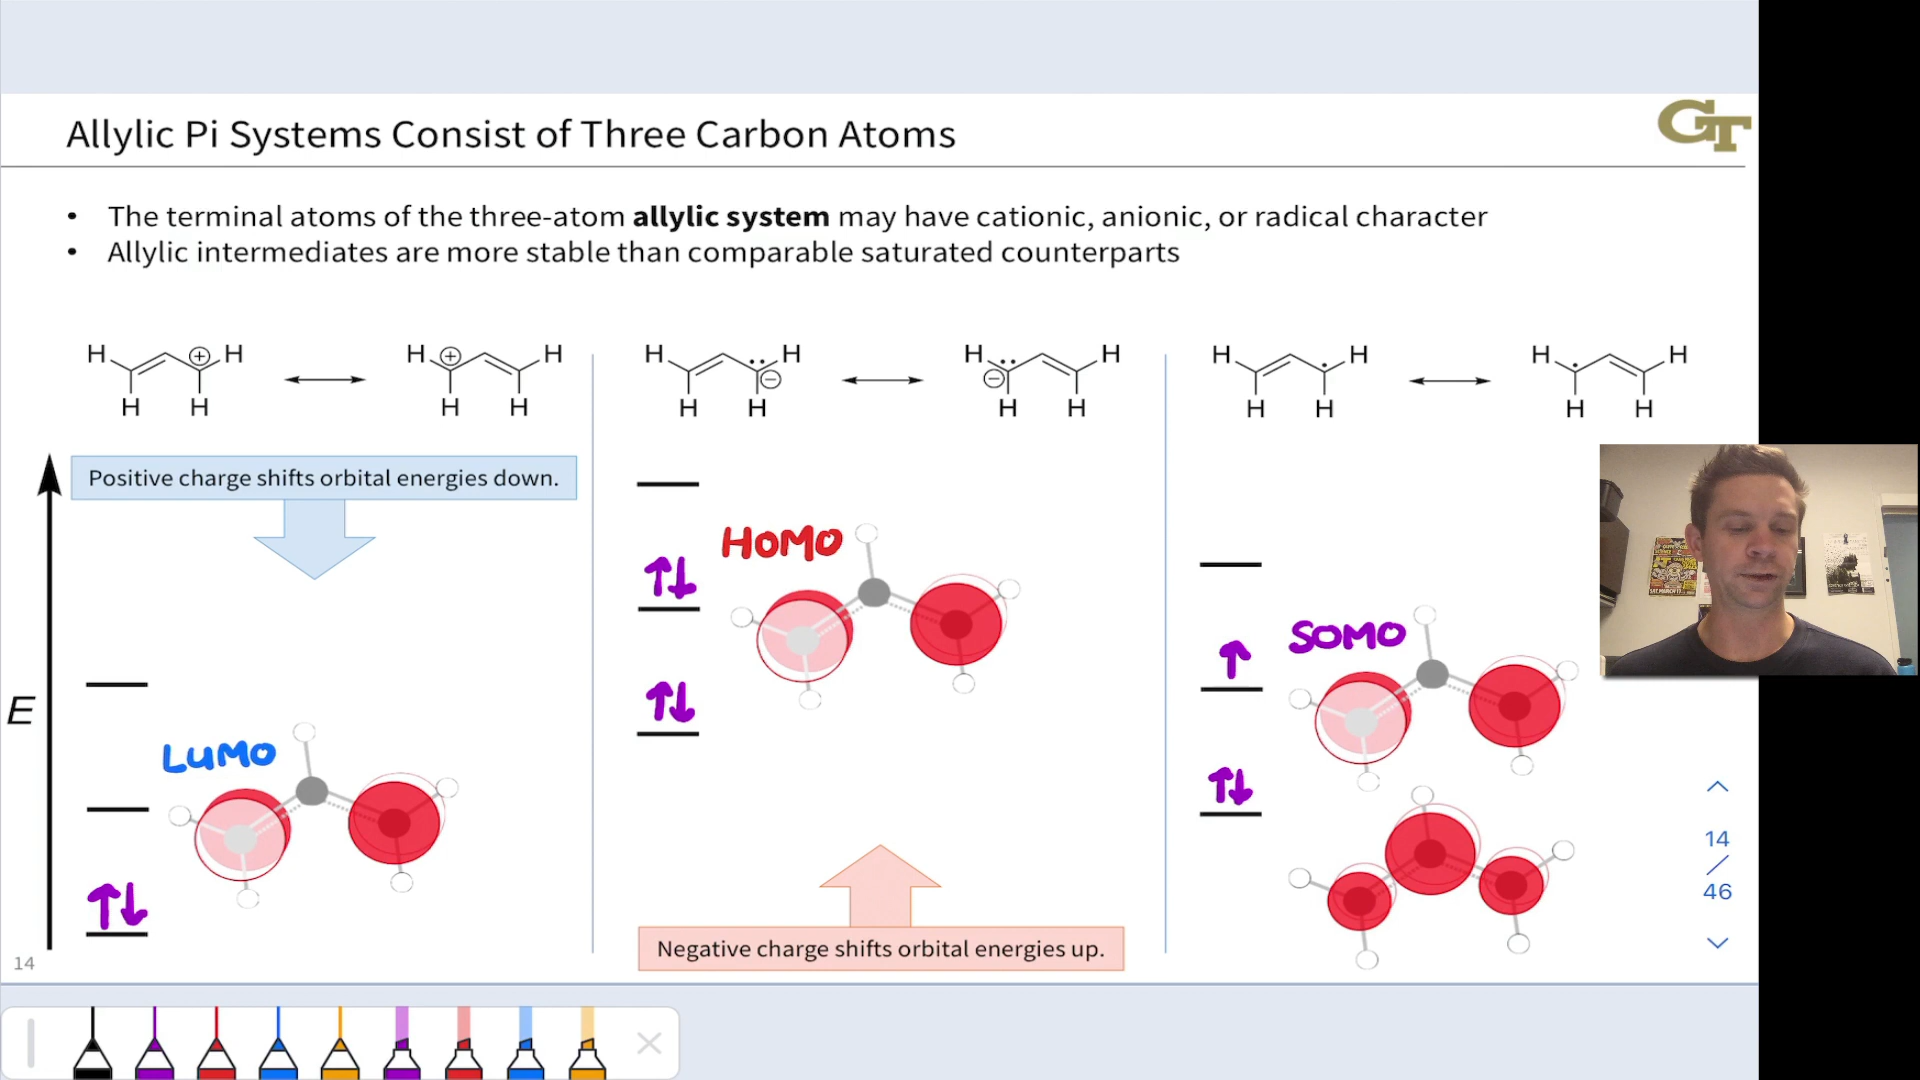 Allylic Pi Systems Consist of Three Carbon Atoms
GT
• The terminal atoms of the three-atom allylic system may have cationic, anionic, or radical character
• Allylic intermediates are more stable than comparable saturated counterparts
H ⊕ H H ⊕ H H •• H H •• H H • H H • H
⊖ ⊖
H H H H H H H H H H H H
Positive charge shifts orbital energies down.
HOMO
↑↓
SOMO
↑
↑↓
E
LUMO
↑↓
↑↓
14
/
46
Negative charge shifts orbital energies up.
14